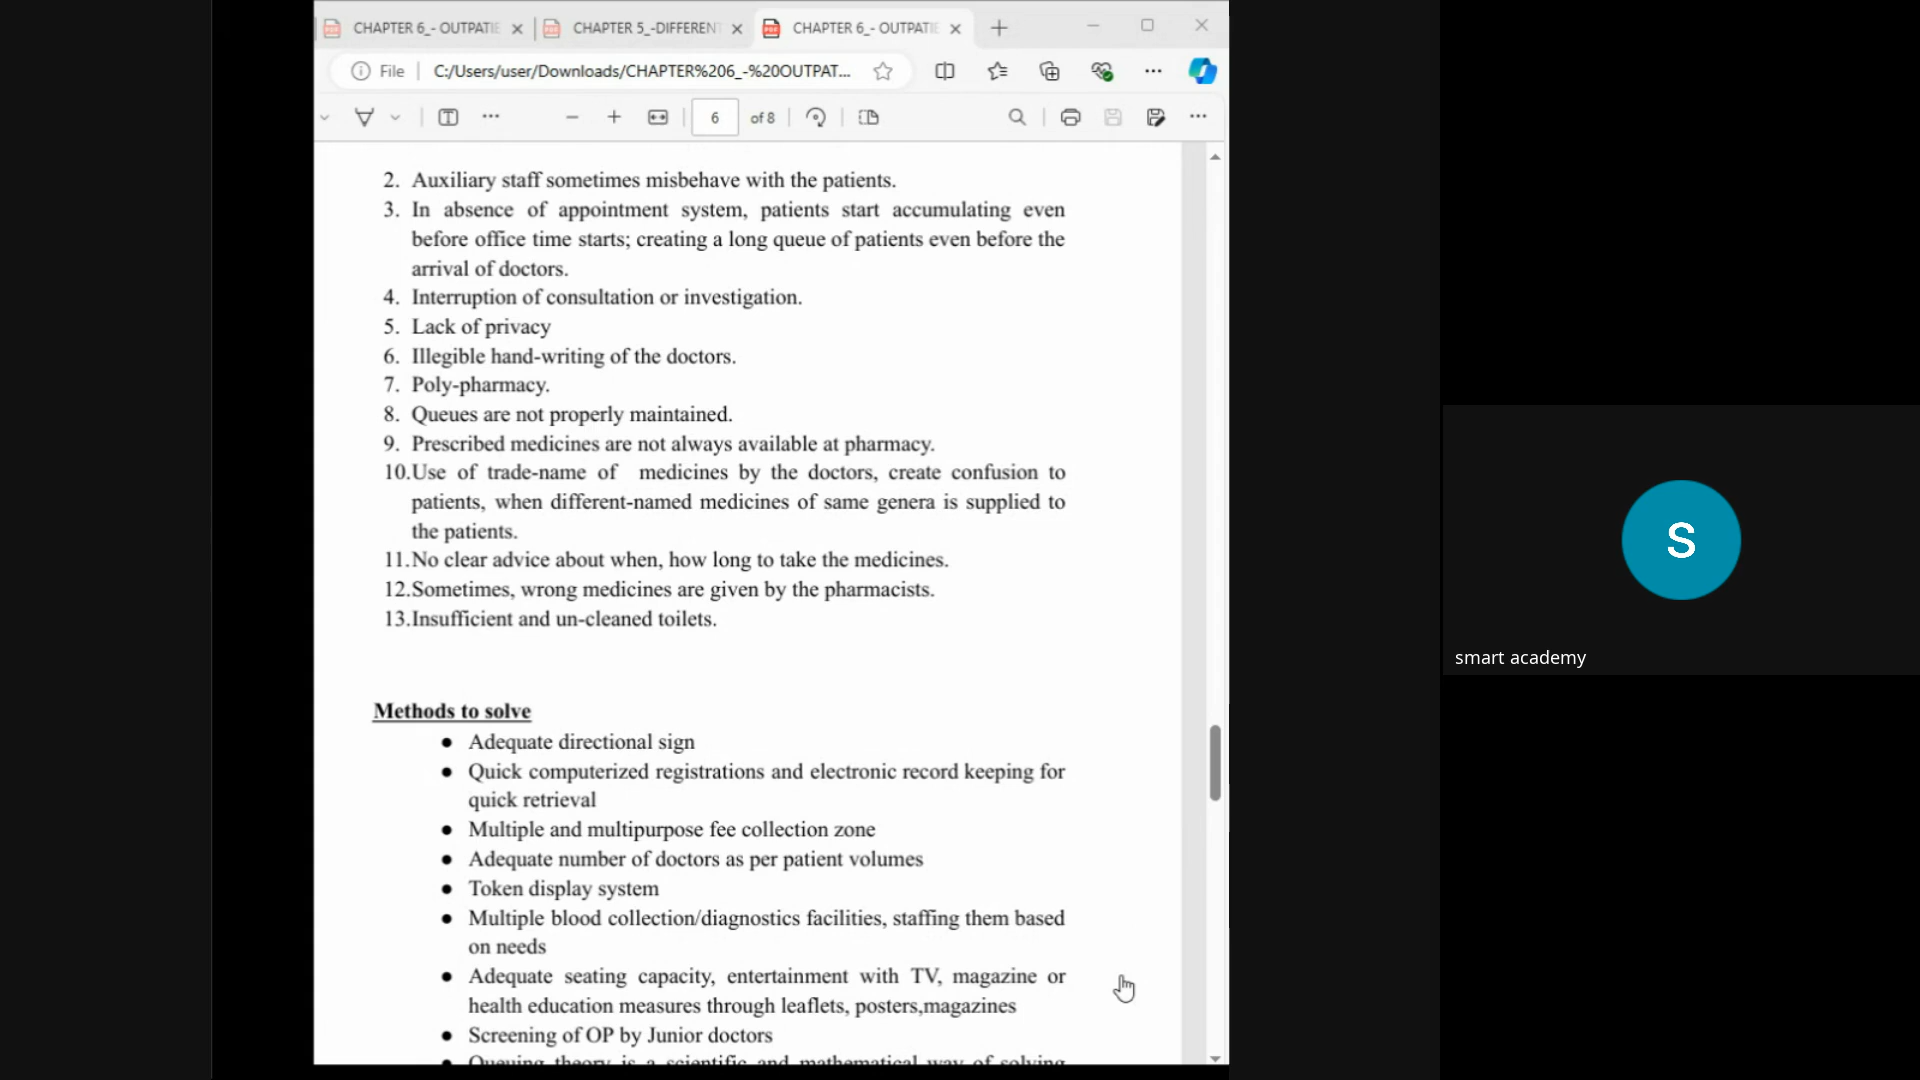 CHAPTER 6_- OUTPATIE
CHAPTER 5_-DIFFERENT
CHAPTER 6_- OUTPATIE
File
C:/Users/user/Downloads/CHAPTER%206_-%20OUTPAT...
6 of 8
2. Auxiliary staff sometimes misbehave with the patients.
3. In absence of appointment system, patients start accumulating even
before office time starts; creating a long queue of patients even before the
arrival of doctors.
4. Interruption of consultation or investigation.
5. Lack of privacy
6. Illegible hand-writing of the doctors.
7. Poly-pharmacy.
8. Queues are not properly maintained.
9. Prescribed medicines are not always available at pharmacy.
10.Use of trade-name of medicines by the doctors, create confusion to
patients, when different-named medicines of same genera is supplied to
the patients.
11.No clear advice about when, how long to take the medicines.
12.Sometimes, wrong medicines are given by the pharmacists.
13.Insufficient and un-cleaned toilets.
Methods to solve
● Adequate directional sign
● Quick computerized registrations and electronic record keeping for
quick retrieval
● Multiple and multipurpose fee collection zone
● Adequate number of doctors as per patient volumes
● Token display system
● Multiple blood collection/diagnostics facilities, staffing them based
on needs
● Adequate seating capacity, entertainment with TV, magazine or
health education measures through leaflets, posters,magazines
● Screening of OP by Junior doctors
● Queuing theory is a scientific and mathematical way of solving
S
smart academy